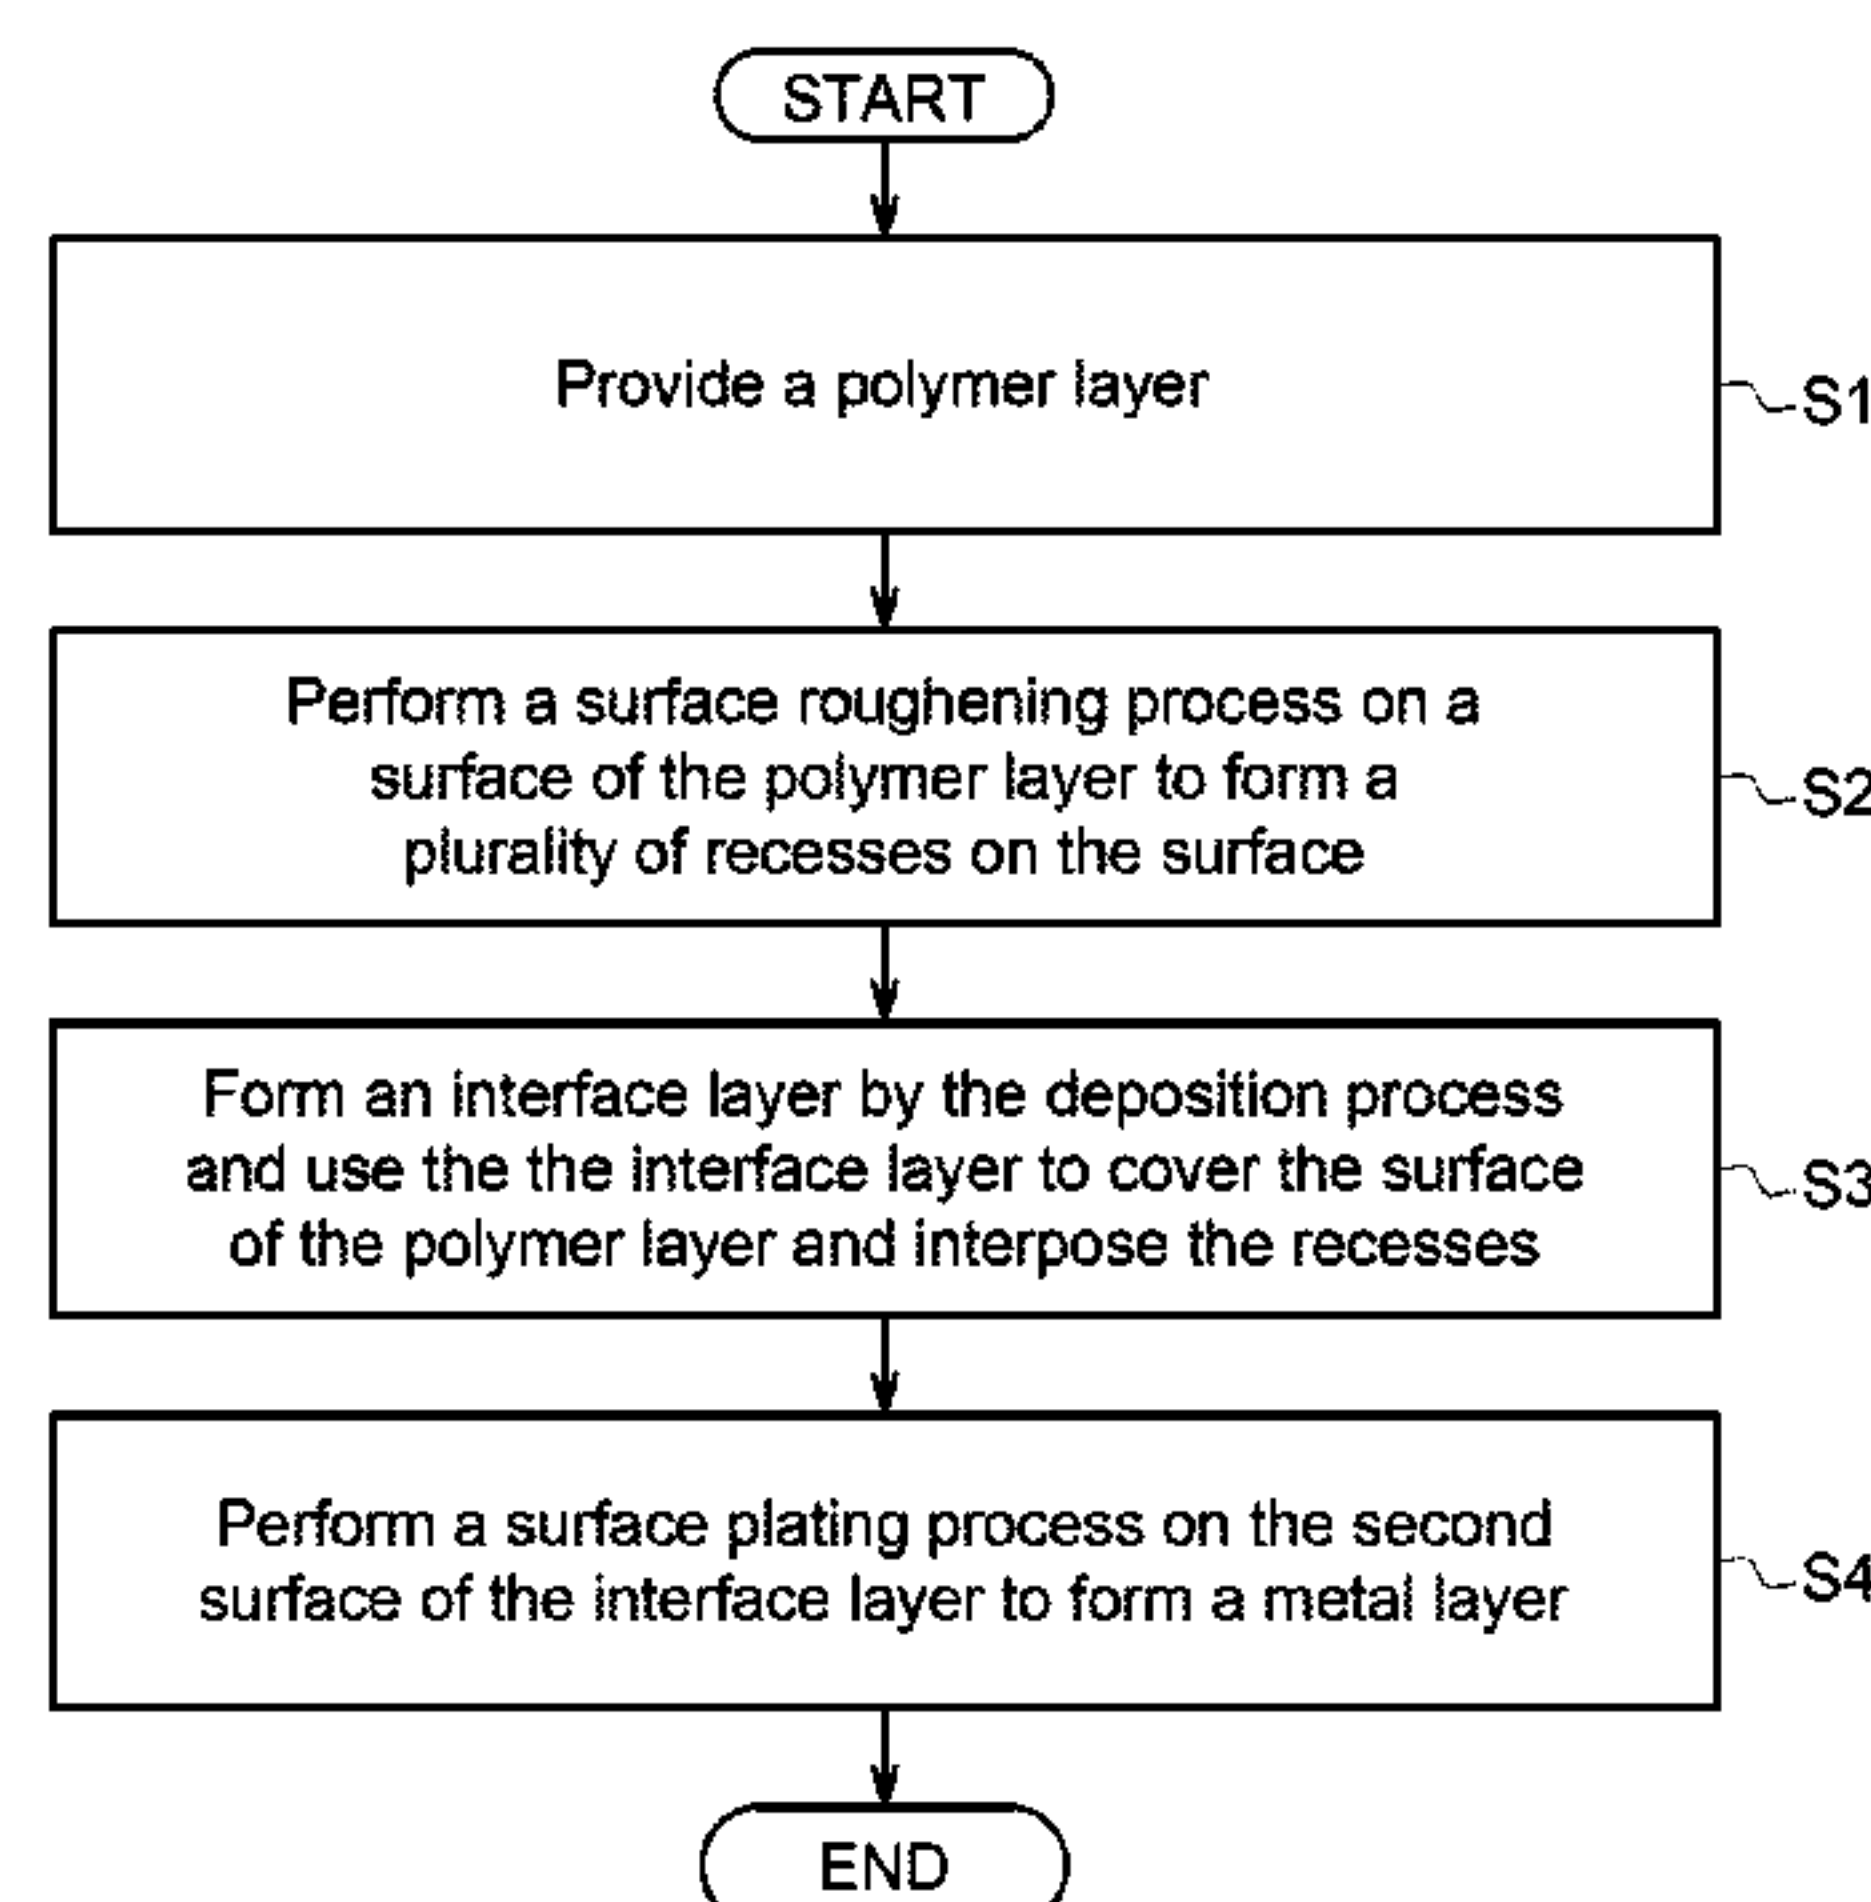 START
Provide a polymer layer
S1
Perform a surface roughening process on a
surface of the polymer layer to form a
plurality of recesses on the surface
S2
Form an interface layer by the deposition process
and use the the interface layer to cover the surface
of the polymer layer and interpose the recesses
S3
Perform a surface plating process on the second
surface of the interface layer to form a metal layer
S4
END